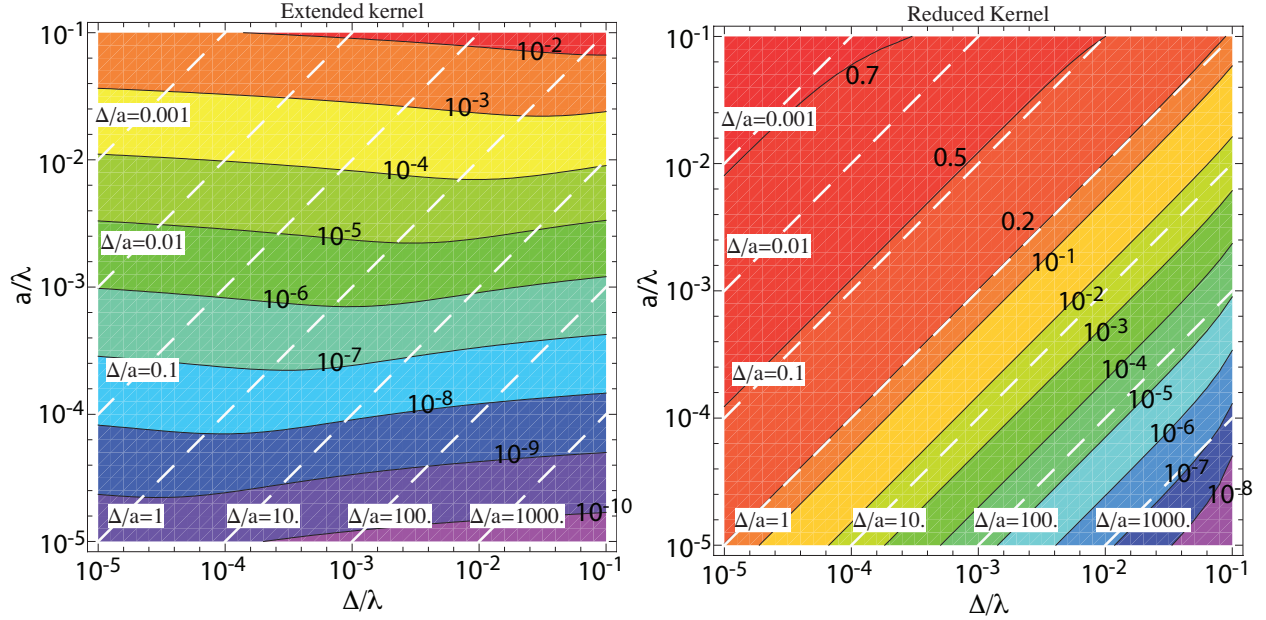 Extended kernel
10⁻¹
10⁻²
10⁻³
Δ/a=0.001
10⁻²
10⁻⁴
10⁻⁵
Δ/a=0.01
a/λ
10⁻³
10⁻⁶
10⁻⁷
Δ/a=0.1
10⁻⁸
10⁻⁴
10⁻⁹
10⁻¹⁰
Δ/a=1
Δ/a=10.
Δ/a=100.
Δ/a=1000.
10⁻⁵
10⁻⁵
10⁻⁴
10⁻³
10⁻²
10⁻¹
Δ/λ
Reduced Kernel
10⁻¹
0.7
Δ/a=0.001
0.5
10⁻²
0.2
Δ/a=0.01
10⁻¹
a/λ
10⁻³
10⁻²
10⁻³
Δ/a=0.1
10⁻⁴
10⁻⁵
10⁻⁴
10⁻⁶
10⁻⁷
10⁻⁸
Δ/a=1
Δ/a=10.
Δ/a=100.
Δ/a=1000.
10⁻⁵
10⁻⁵
10⁻⁴
10⁻³
10⁻²
10⁻¹
Δ/λ